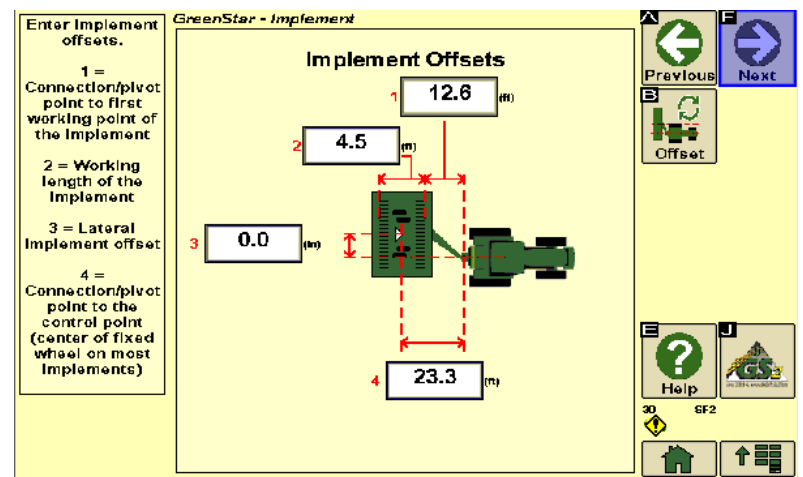 GreenStar - Implement
Enter Implement
offsets.
1 =
Connection/pivot
point to first
working point of
the Implement
2 = Working
length of the
Implement
3 = Lateral
Implement offset
4 =
Connection/pivot
point to the
control point
(center of fixed
wheel on most
Implements)
Implement Offsets
1 12.6 (ft)
2 4.5 (ft)
3 0.0 (in)
4 23.3 (ft)
A
Previous
F
Next
B
Offset
E
Help
J
GS2
3D SF2